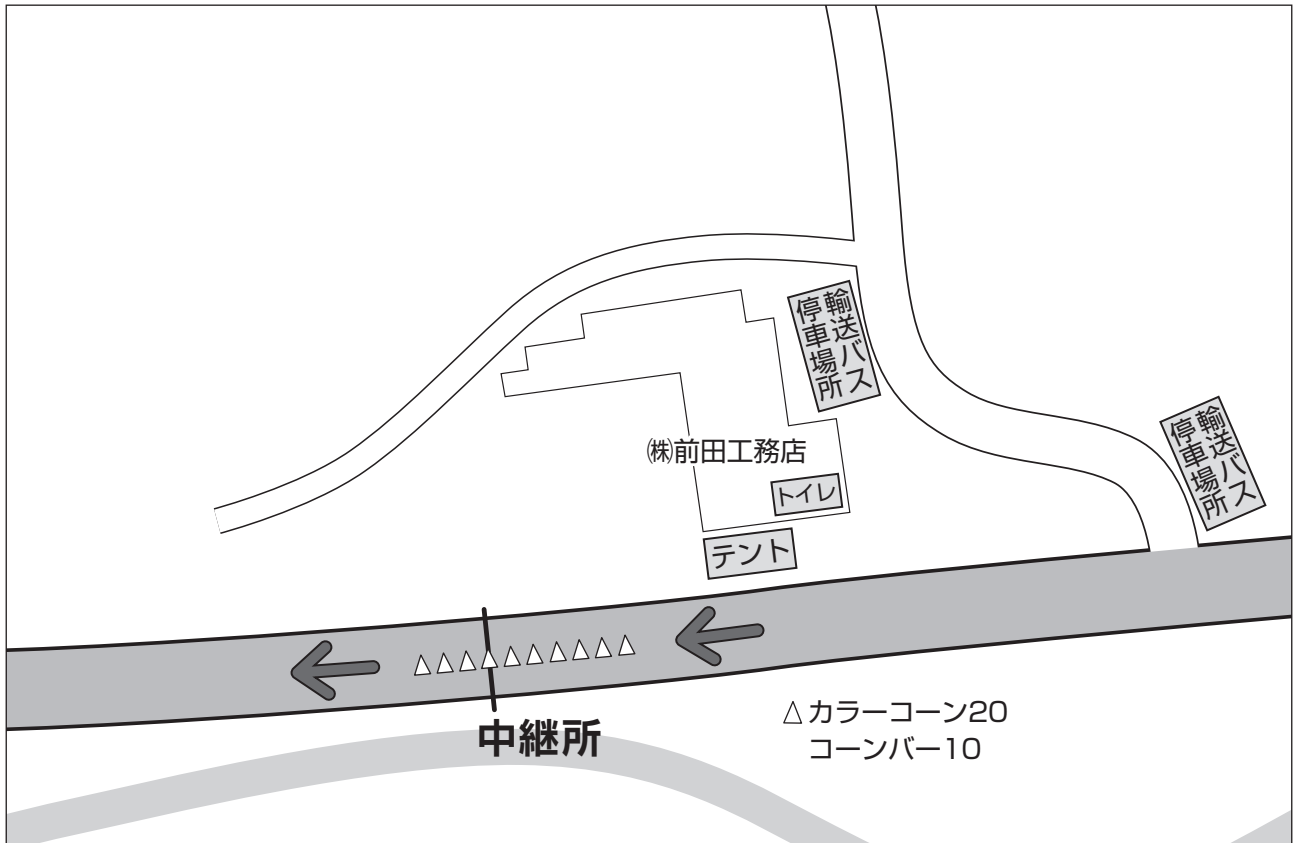 輸送バス
停車場所
輸送バス
停車場所
㈱前田工務店
トイレ
テント
中継所
△カラーコーン20
コーンバー10